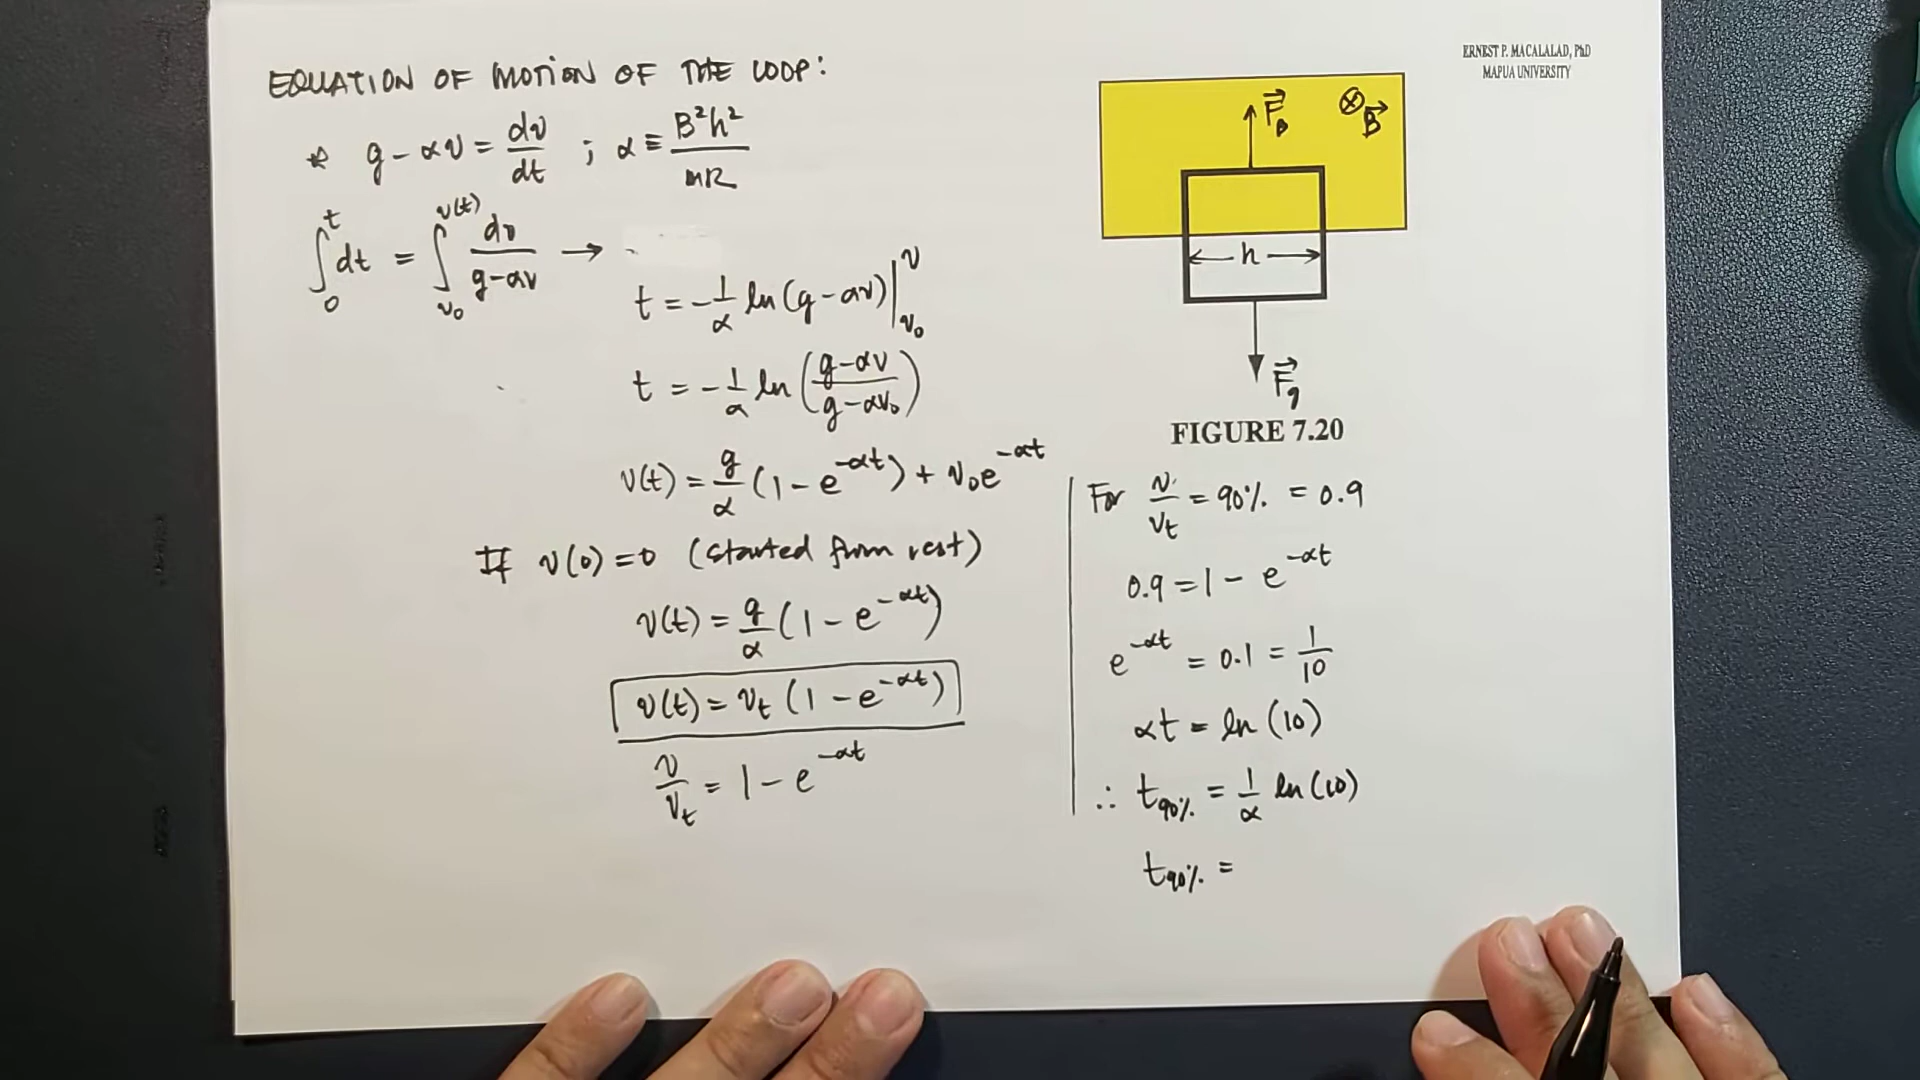 EQUATION OF MOTION OF THE LOOP:
* g - αv = dv/dt ; α ≡ B²h²/mR
∫₀ᵗ dt = ∫_{v₀}^{v(t)} dv/(g-αv) →
t = -1/α ln(g-αv)|_{v₀}^{v}
t = -1/α ln((g-αv)/(g-αv₀))
v(t) = g/α (1-e^{-αt}) + v₀e^{-αt}
If v(0)=0 (started from rest)
v(t) = g/α (1-e^{-αt})
v(t) = v_t (1-e^{-αt})
v/v_t = 1-e^{-αt}
ERNEST P. MACALALAD, PhD
MAPUA UNIVERSITY
F⃗_B
⊗ B⃗
h
F⃗_g
FIGURE 7.20
For v/v_t = 90% = 0.9
0.9 = 1 - e^{-αt}
e^{-αt} = 0.1 = 1/10
αt = ln(10)
∴ t_{90%} = 1/α ln(10)
t_{90%} =